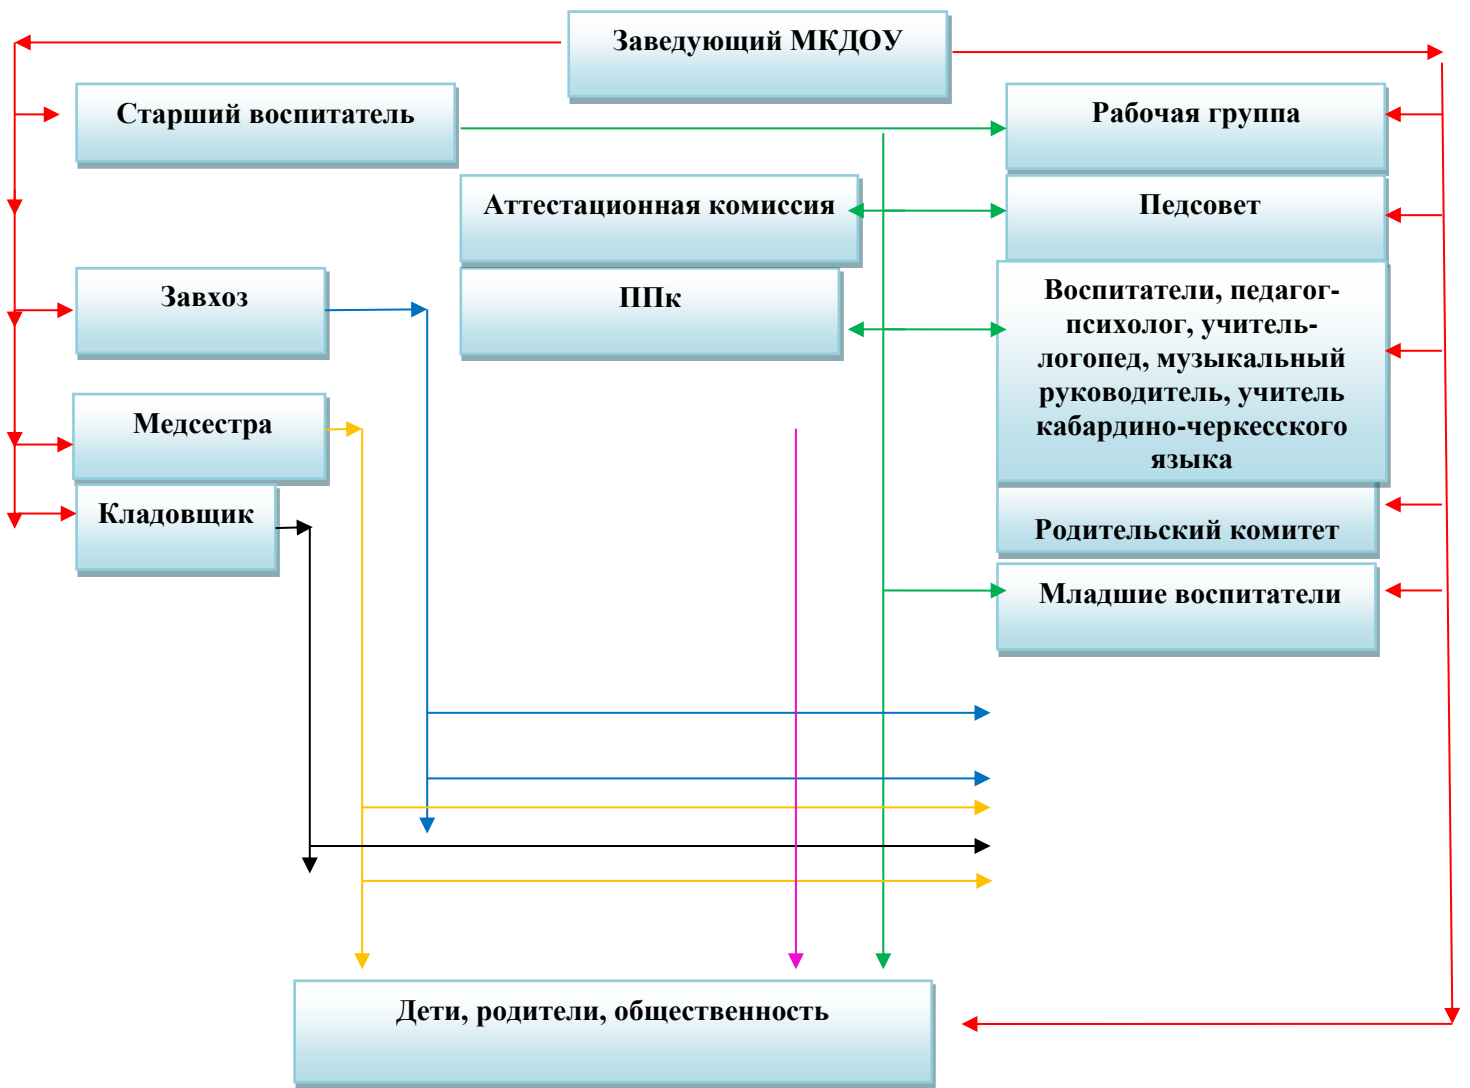 Заведующий МКДОУ
Старший воспитатель
Рабочая группа
Аттестационная комиссия
Педсовет
Завхоз
ППк
Воспитатели, педагог-
психолог, учитель-
логопед, музыкальный
руководитель, учитель
кабардино-черкесского
языка
Медсестра
Кладовщик
Родительский комитет
Младшие воспитатели
Дети, родители, общественность